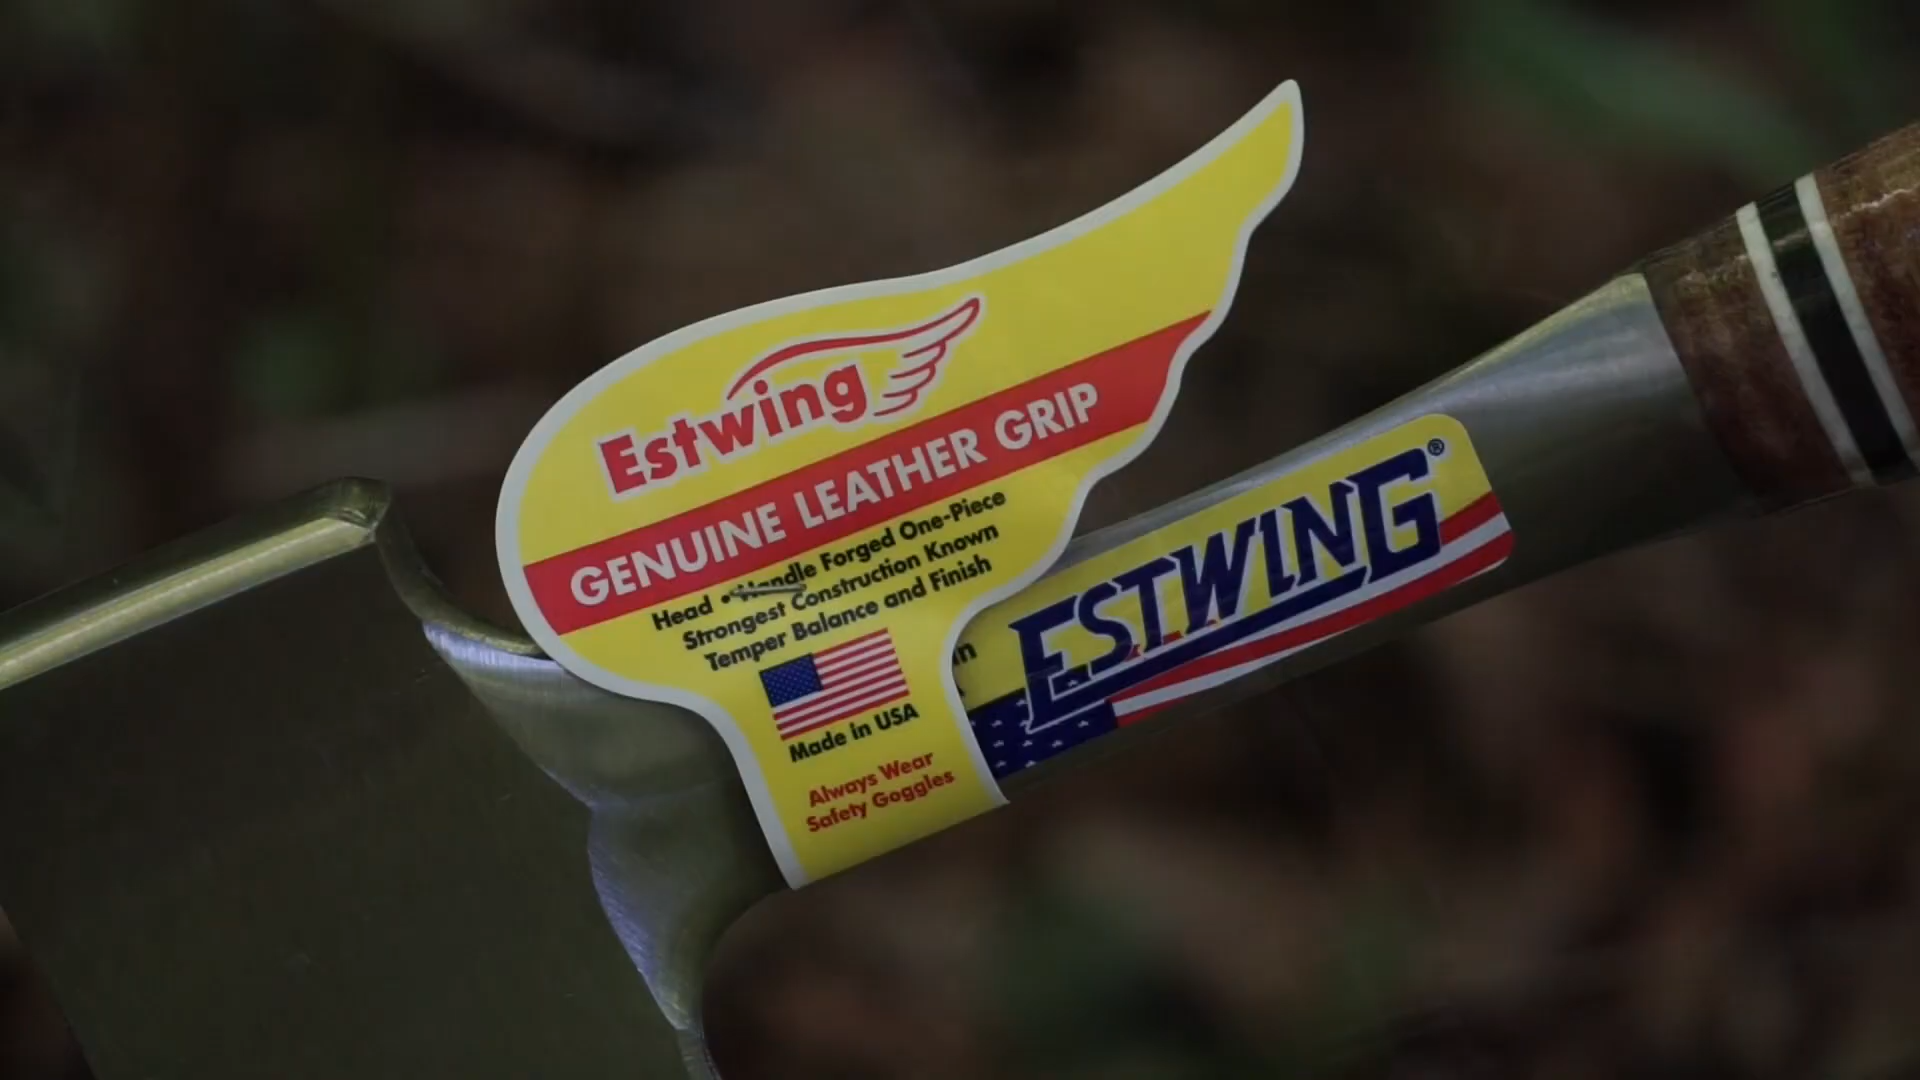 Estwing
GENUINE LEATHER GRIP
Head • Handle Forged One-Piece
Strongest Construction Known
Temper Balance and Finish
Made in USA
Always Wear
Safety Goggles
in
ESTWING®